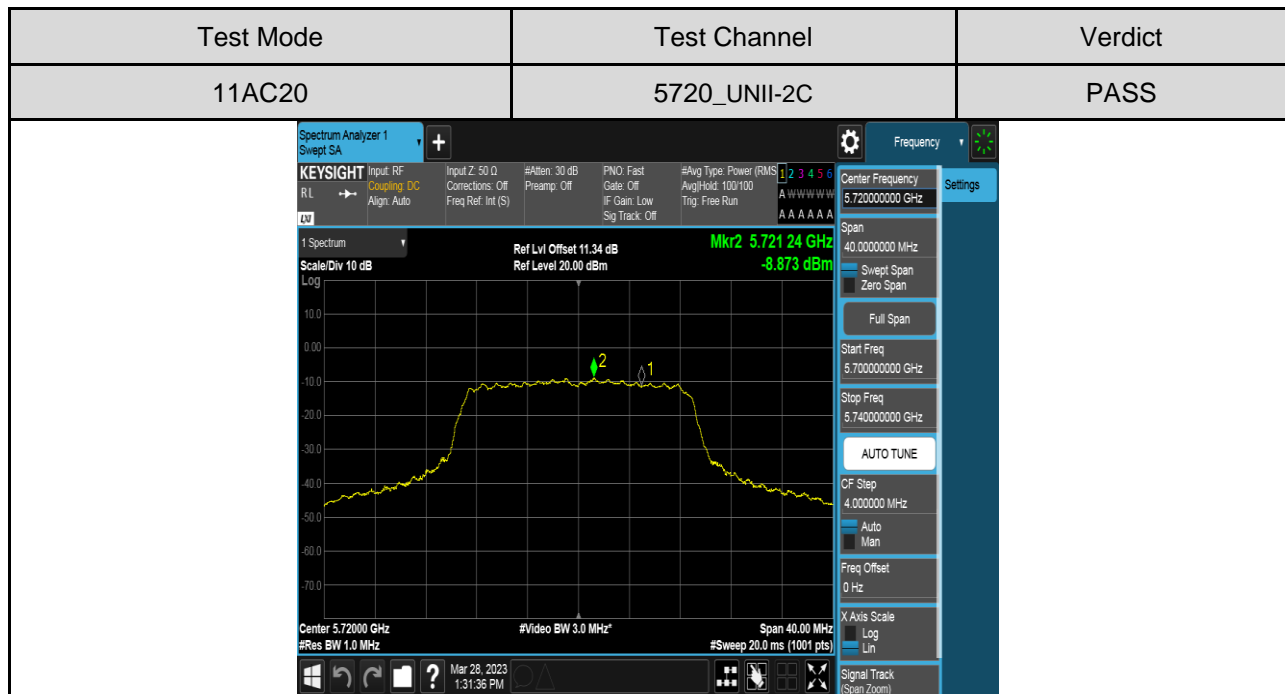 Test Mode Test Channel Verdict
11AC20 5720_UNII-2C PASS
Spectrum Analyzer 1
Swept SA
+
Frequency
KEYSIGHT
RL
LXI
Input: RF
Coupling: DC
Align: Auto
Input Z: 50 Ω
Corrections: Off
Freq Ref: Int (S)
#Atten: 30 dB
Preamp: Off
PNO: Fast
Gate: Off
IF Gain: Low
Sig Track: Off
#Avg Type: Power (RMS
Avg|Hold: 100/100
Trig: Free Run
1 2 3 4 5 6
A W W W W W
A A A A A A
1 Spectrum
Scale/Div 10 dB
Log
Ref Lvl Offset 11.34 dB
Ref Level 20.00 dBm
Mkr2 5.721 24 GHz
-8.873 dBm
10.0
0.00
-10.0
-20.0
-30.0
-40.0
-50.0
-60.0
-70.0
2
1
Center 5.72000 GHz
#Res BW 1.0 MHz
#Video BW 3.0 MHz*
Span 40.00 MHz
#Sweep 20.0 ms (1001 pts)
Center Frequency
5.720000000 GHz
Settings
Span
40.0000000 MHz
Swept Span
Zero Span
Full Span
Start Freq
5.700000000 GHz
Stop Freq
5.740000000 GHz
AUTO TUNE
CF Step
4.000000 MHz
Auto
Man
Freq Offset
0 Hz
X Axis Scale
Log
Lin
Signal Track
(Span Zoom)
?
Mar 28, 2023
1:31:36 PM